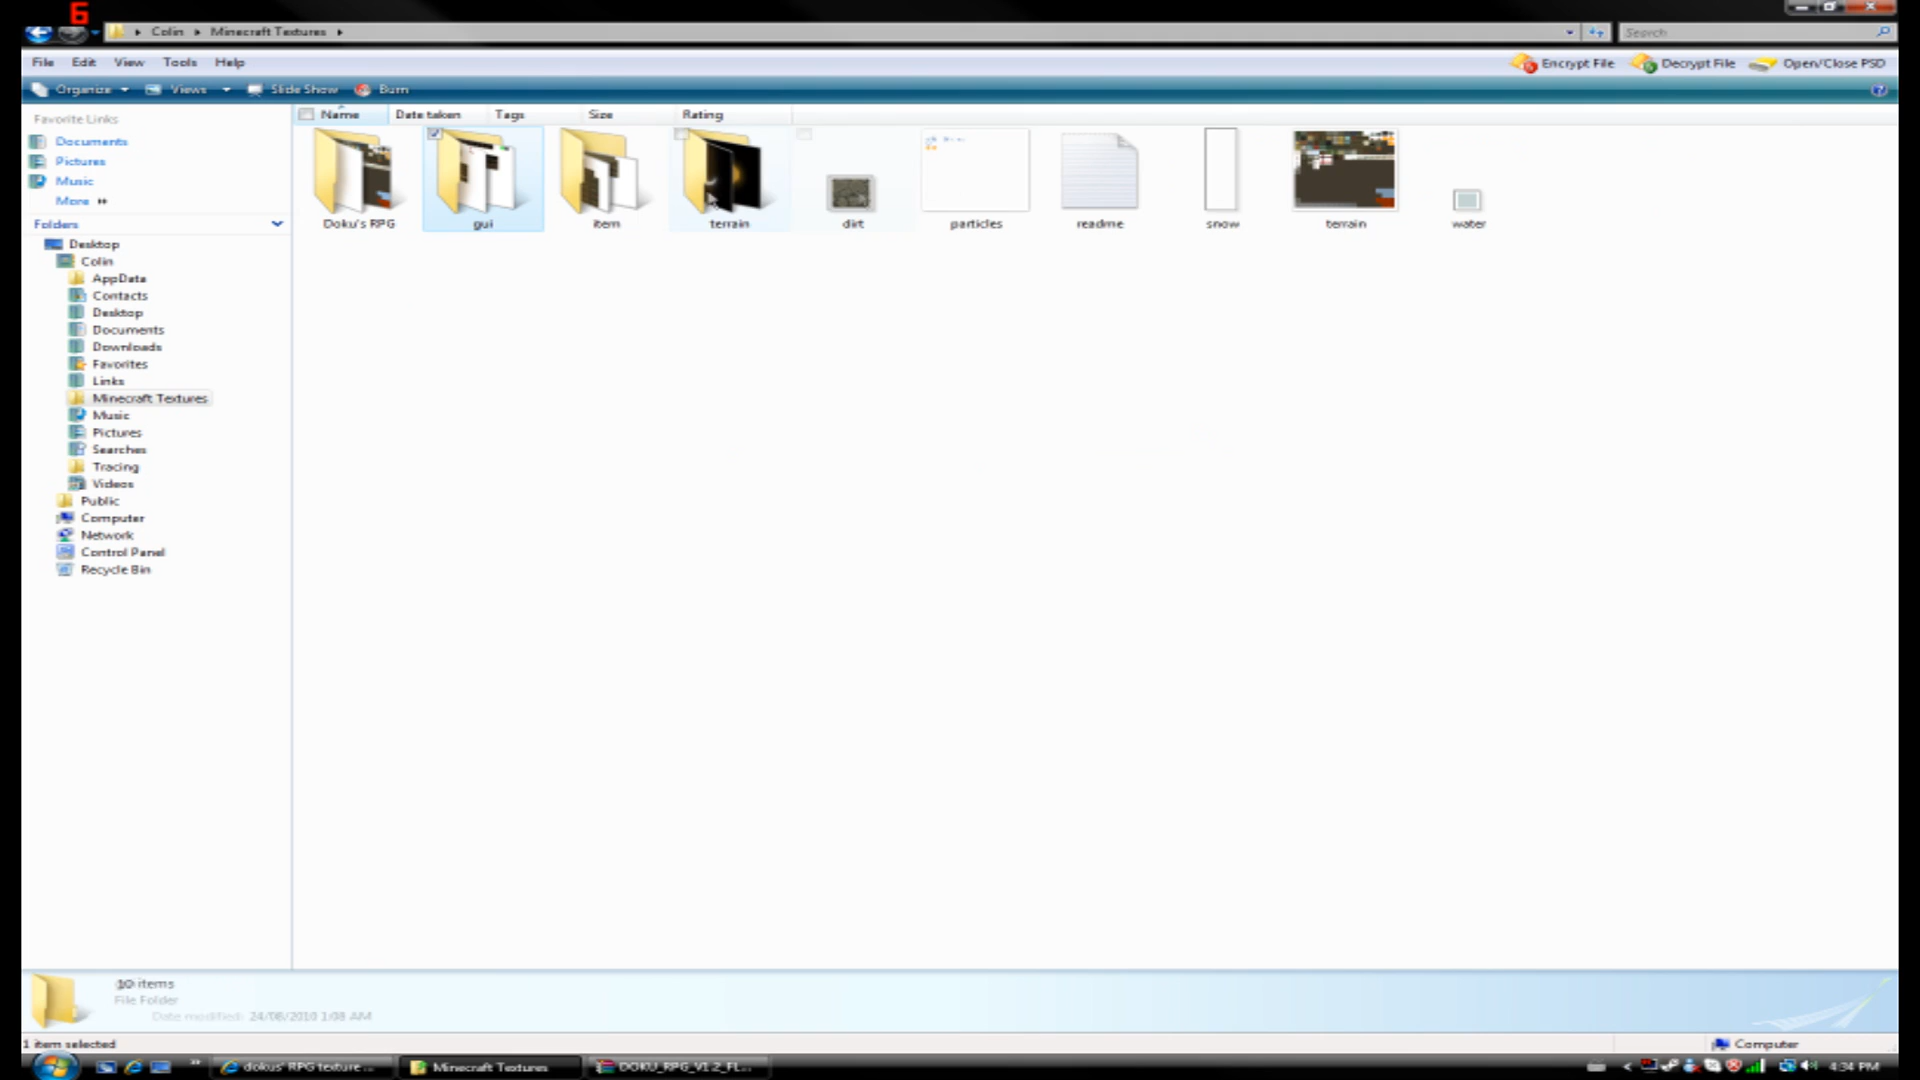 6
Colin Minecraft Textures
Search
File Edit View Tools Help
Encrypt File Decrypt File Open/Close PSD
Organize Views Slide Show Burn
Favorite Links
Documents
Pictures
Music
More
Folders
Desktop
Colin
AppData
Contacts
Desktop
Documents
Downloads
Favorites
Links
Minecraft Textures
Music
Pictures
Searches
Tracing
Videos
Public
Computer
Network
Control Panel
Recycle Bin
Name Date taken Tags Size Rating
Doku's RPG gui item terrain dirt particles readme snow terrain water
10 items
File Folder
Date modified: 24/08/2010 1:08 AM
1 item selected
Computer
dokus' RPG texture ... Minecraft Textures DOKU_RPG_V1.2_FL... 4:34 PM